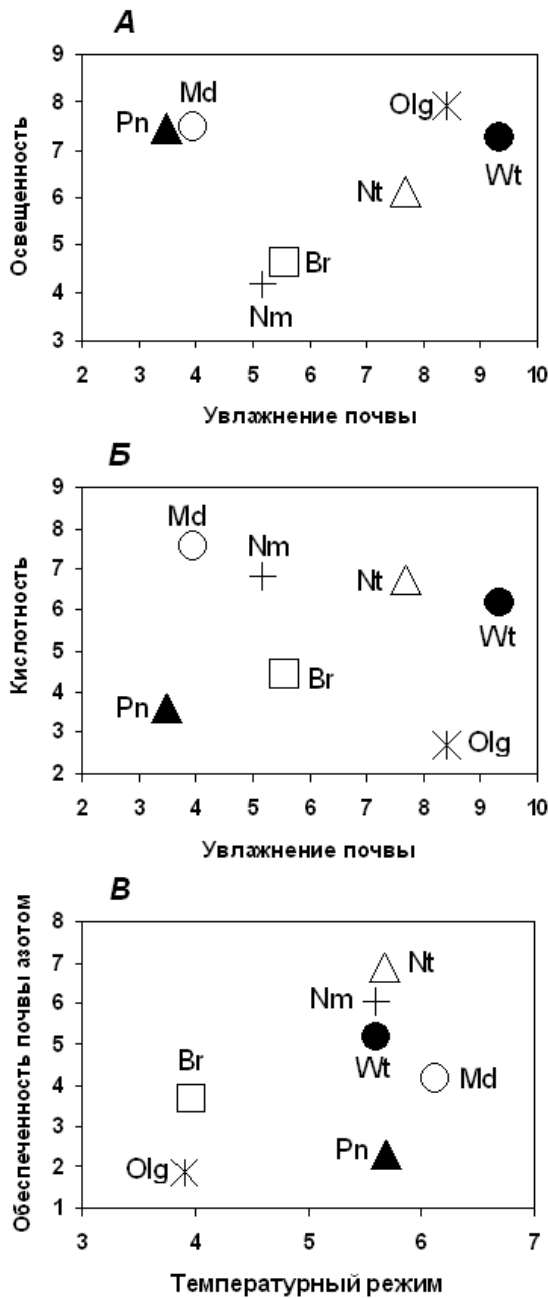 А
Освещенность
9
8
7
6
5
4
3
Md
Pn
Olg
Wt
Nt
Br
Nm
2 3 4 5 6 7 8 9 10
Увлажнение почвы
Б
Кислотность
9
8
7
6
5
4
3
2
Md
Nm
Nt
Wt
Br
Pn
Olg
2 3 4 5 6 7 8 9 10
Увлажнение почвы
В
Обеспеченность почвы азотом
8
7
6
5
4
3
2
1
Nt
Nm
Wt
Br
Md
Pn
Olg
3 4 5 6 7
Температурный режим